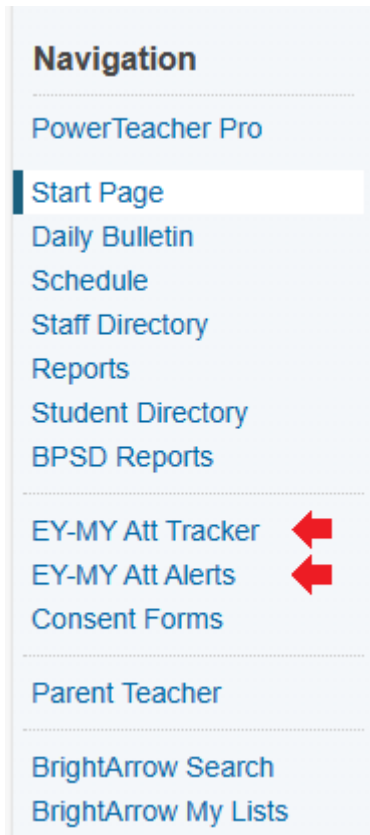 Navigation
PowerTeacher Pro
Start Page
Daily Bulletin
Schedule
Staff Directory
Reports
Student Directory
BPSD Reports
EY-MY Att Tracker
EY-MY Att Alerts
Consent Forms
Parent Teacher
BrightArrow Search
BrightArrow My Lists